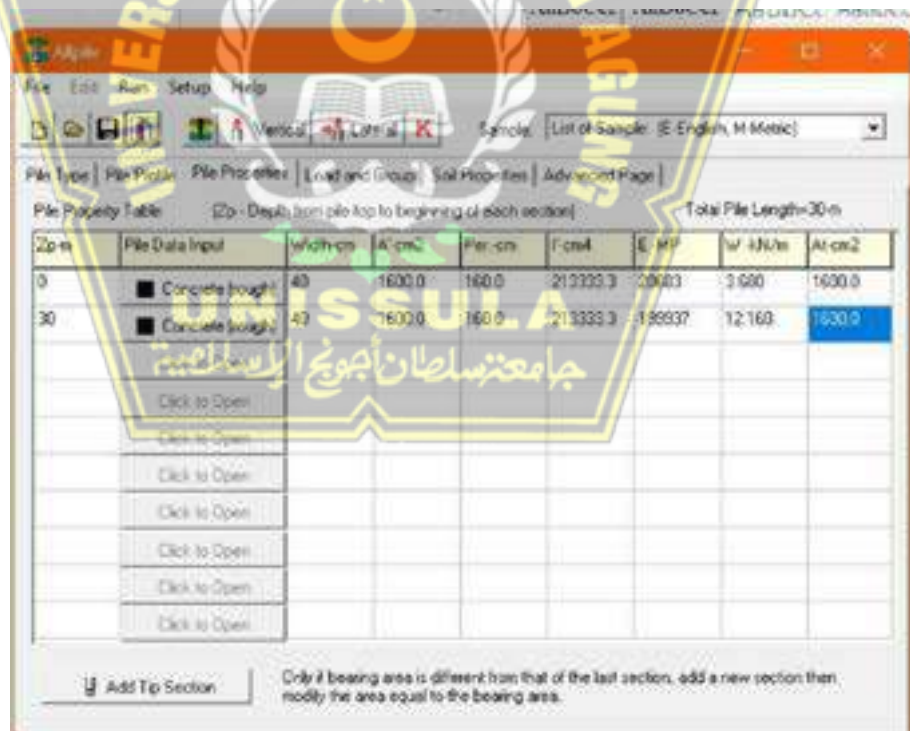 Allpile
File Edit Run Setup Help
Vertical Lateral K Sample: List of Sample: (E-English, M-Metric)
Pile Type Pile Profile Pile Properties Load and Group Soil Properties Advanced Page
Pile Property Table (Zp - Depth from pile top to beginning of each section) Total Pile Length=30-m
Zp-m Pile Data Input Width-cm A'-cm2 Per.-cm I'-cm4 E -MP W -kN/m At-cm2
0 Concrete (rough) 40 1600.0 160.0 213333.3 20683 3.680 1600.0
30 Concrete (rough) 40 1600.0 160.0 213333.3 199937 12.160 1600.0
Click to Open
Click to Open
Click to Open
Click to Open
Click to Open
Click to Open
Click to Open
Click to Open
Add Tip Section
Only if bearing area is different from that of the last section, add a new section then
modify the area equal to the bearing area.
UNISSULA
جامعة سلطان أجونج الإسلامية
AGUNG